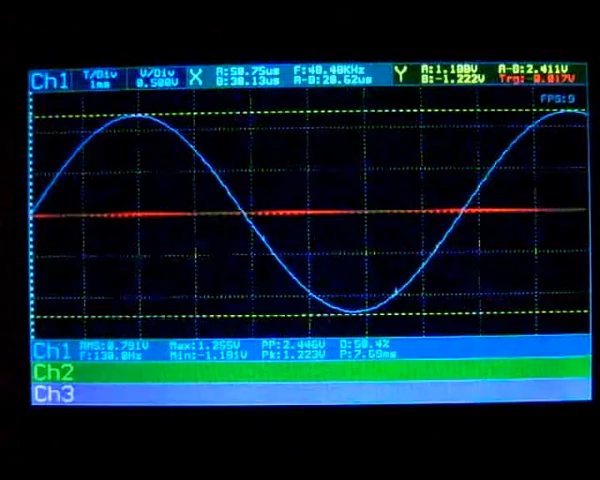 Ch1 T/Div V/Div X A:58.75us F:48.48KHz Y A:1.188V A-B:2.411V
1ms 0.500V B:38.13us A-B:20.62us B:-1.222V Trg:-0.017V
FPS:9
Ch1 RMS:0.791V Max:1.255V PP:2.446V D:50.4%
F:130.0Hz Min:-1.191V Pk:1.223V P:7.69ms
Ch2
Ch3